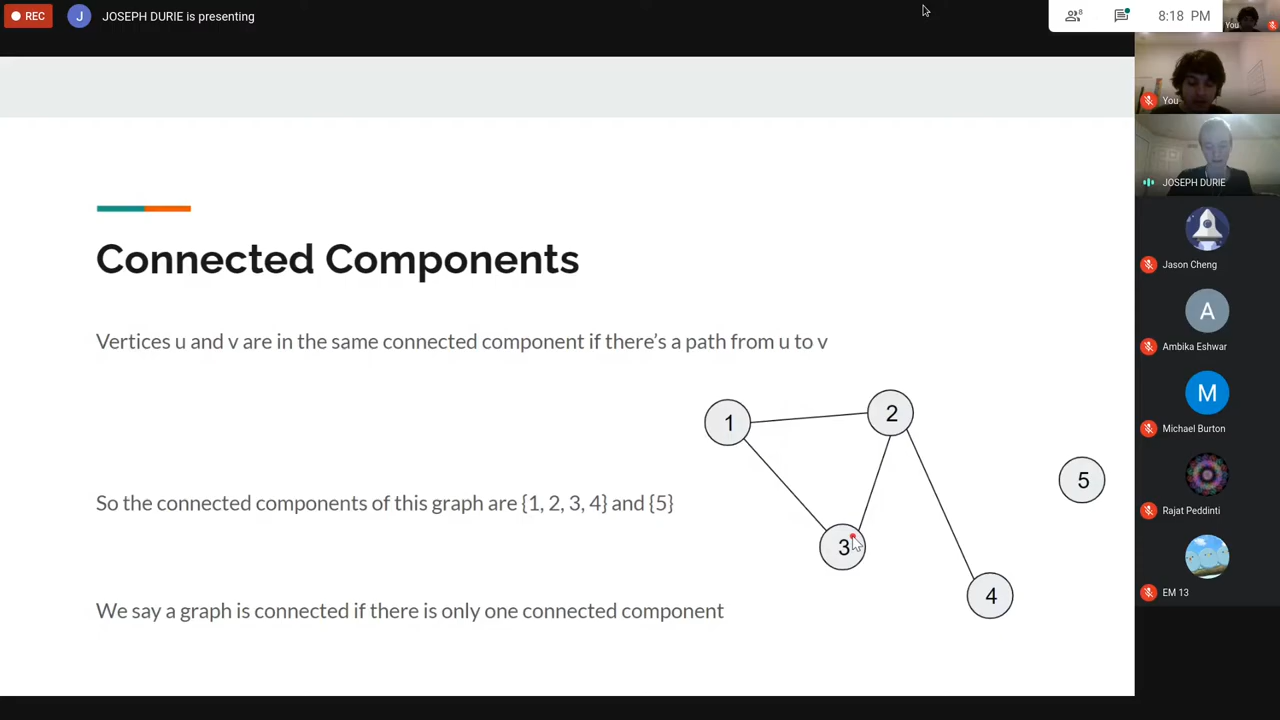 REC
J
JOSEPH DURIE is presenting
8
8:18 PM
You
You
JOSEPH DURIE
Jason Cheng
A
Ambika Eshwar
M
Michael Burton
Rajat Peddinti
EM 13
Connected Components
Vertices u and v are in the same connected component if there's a path from u to v
1
2
5
So the connected components of this graph are {1, 2, 3, 4} and {5}
3
4
We say a graph is connected if there is only one connected component